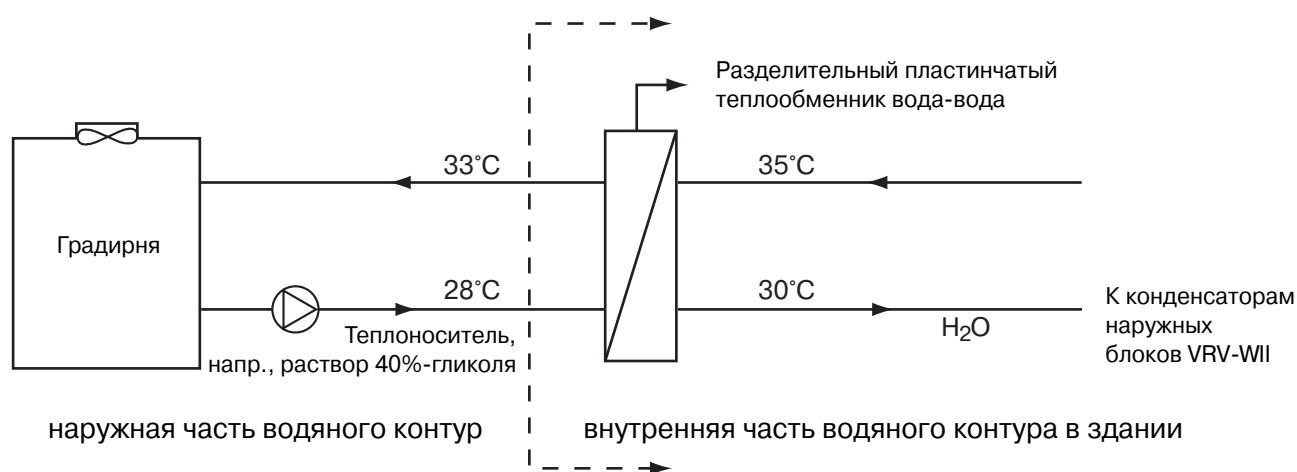 Разделительный пластинчатый
теплообменник вода-вода
33°C
35°C
Градирня
28°C
30°C
Теплоноситель,
напр., раствор 40%-гликоля
H₂O
К конденсаторам
наружных
блоков VRV-WII
наружная часть водяного контур
внутренняя часть водяного контура в здании